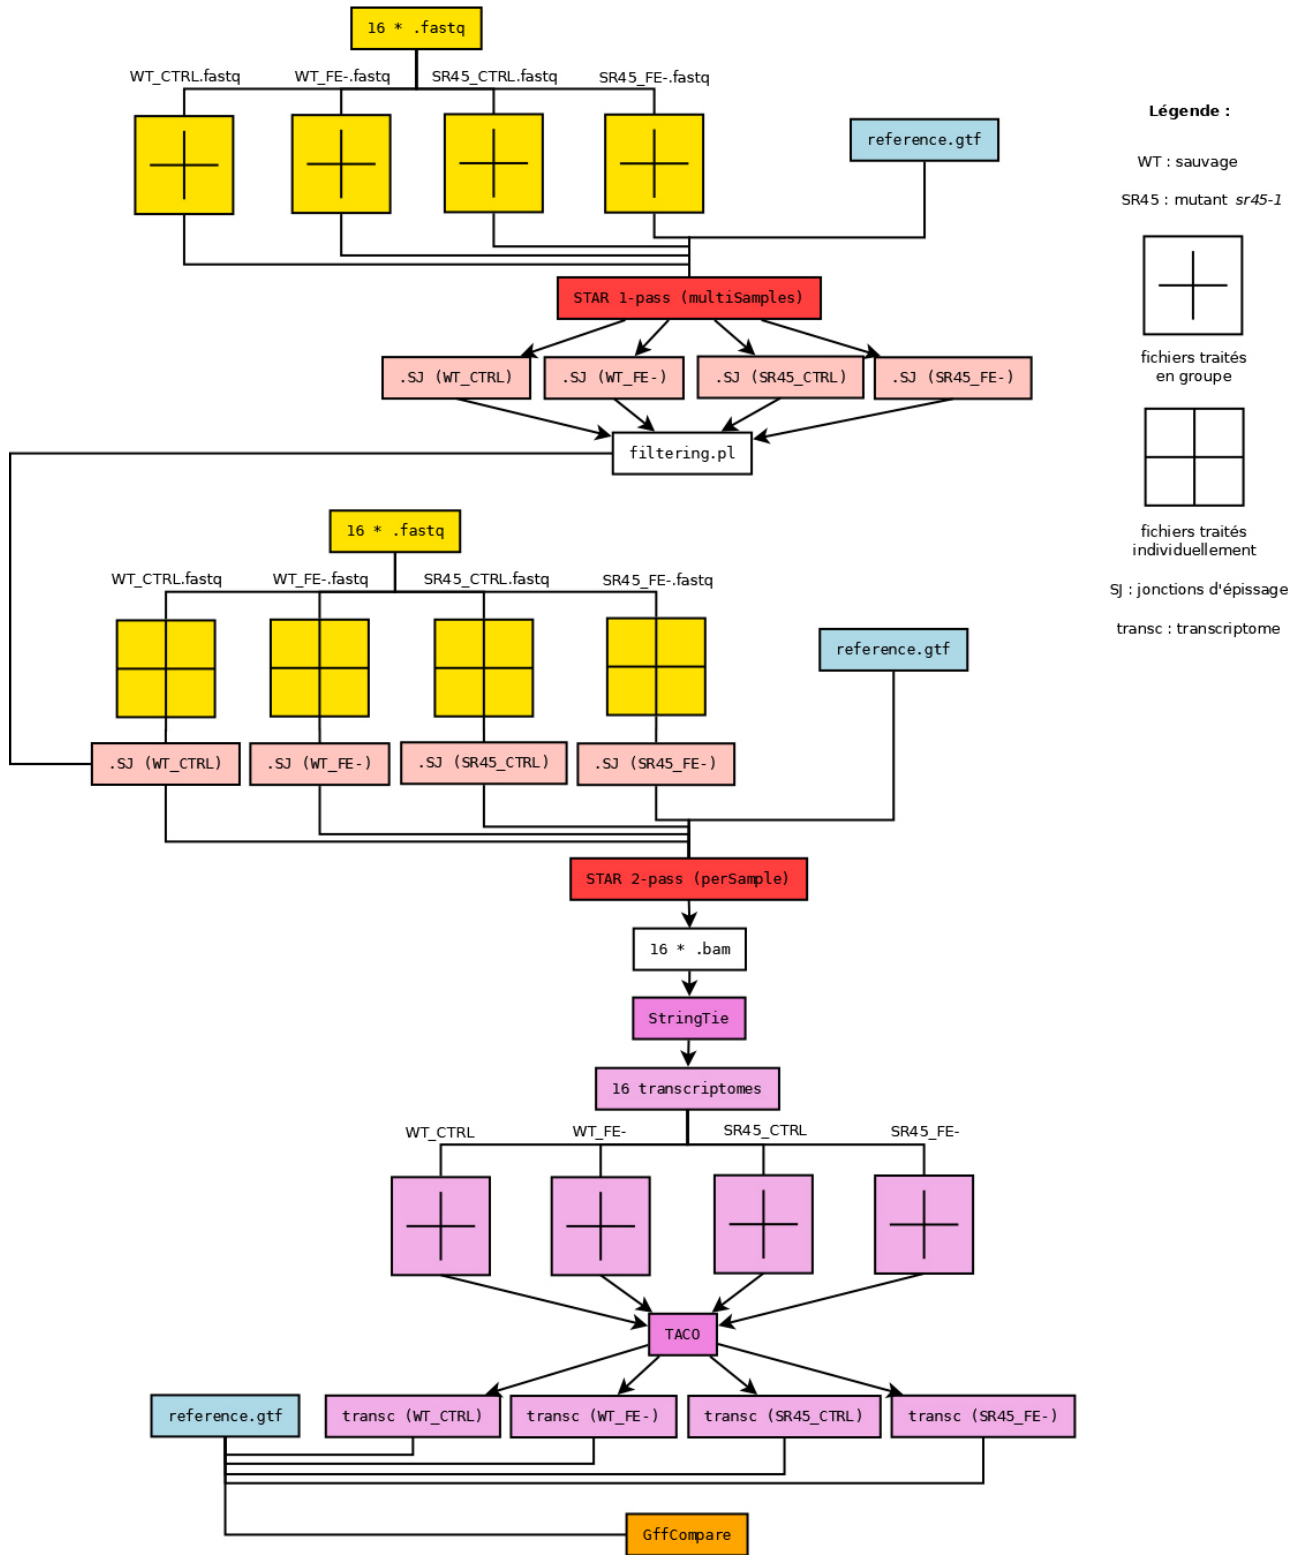 16 * .fastq
WT_CTRL.fastq
WT_FE-.fastq
SR45_CTRL.fastq
SR45_FE-.fastq
reference.gtf
STAR 1-pass (multiSamples)
.SJ (WT_CTRL)
.SJ (WT_FE-)
.SJ (SR45_CTRL)
.SJ (SR45_FE-)
filtering.pl
16 * .fastq
WT_CTRL.fastq
WT_FE-.fastq
SR45_CTRL.fastq
SR45_FE-.fastq
reference.gtf
.SJ (WT_CTRL)
.SJ (WT_FE-)
.SJ (SR45_CTRL)
.SJ (SR45_FE-)
STAR 2-pass (perSample)
16 * .bam
StringTie
16 transcriptomes
WT_CTRL
WT_FE-
SR45_CTRL
SR45_FE-
TACO
reference.gtf
transc (WT_CTRL)
transc (WT_FE-)
transc (SR45_CTRL)
transc (SR45_FE-)
GffCompare
Légende :
WT : sauvage
SR45 : mutant sr45-1
fichiers traités
en groupe
fichiers traités
individuellement
SJ : jonctions d'épissage
transc : transcriptome